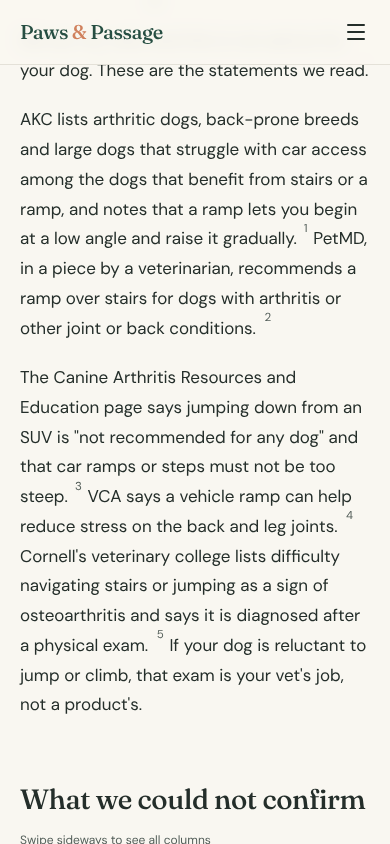 Paws & Passage
your dog. These are the statements we read.
AKC lists arthritic dogs, back-prone breeds
and large dogs that struggle with car access
among the dogs that benefit from stairs or a
ramp, and notes that a ramp lets you begin
at a low angle and raise it gradually. 1 PetMD,
in a piece by a veterinarian, recommends a
ramp over stairs for dogs with arthritis or
other joint or back conditions. 2
The Canine Arthritis Resources and
Education page says jumping down from an
SUV is "not recommended for any dog" and
that car ramps or steps must not be too
steep. 3 VCA says a vehicle ramp can help
reduce stress on the back and leg joints. 4
Cornell's veterinary college lists difficulty
navigating stairs or jumping as a sign of
osteoarthritis and says it is diagnosed after
a physical exam. 5 If your dog is reluctant to
jump or climb, that exam is your vet's job,
not a product's.
What we could not confirm
Swipe sideways to see all columns